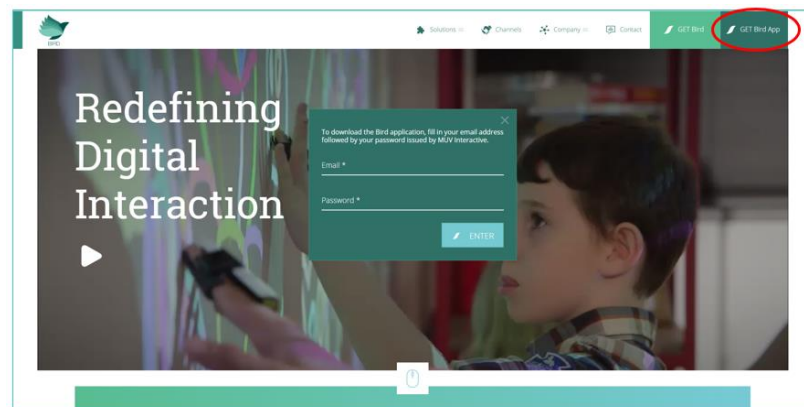 BIRD
Solutions
Channels
Company
Contact
GET Bird
GET Bird App
Redefining
Digital
Interaction
To download the Bird application, fill in your email address
followed by your password issued by MUV Interactive.
Email *
Password *
ENTER